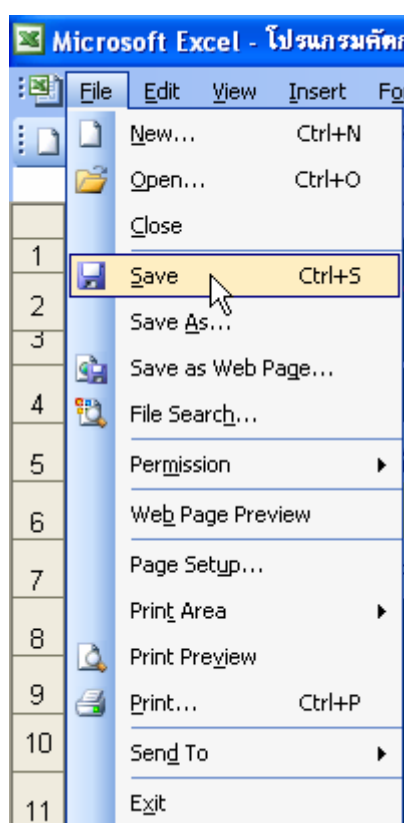 Microsoft Excel - โปรแกรมคัดก
File Edit View Insert Fo
New... Ctrl+N
Open... Ctrl+O
Close
1
Save Ctrl+S
2
Save As...
3
Save as Web Page...
4
File Search...
5
Permission
6
Web Page Preview
7
Page Setup...
Print Area
8
Print Preview
9
Print... Ctrl+P
10
Send To
11
Exit